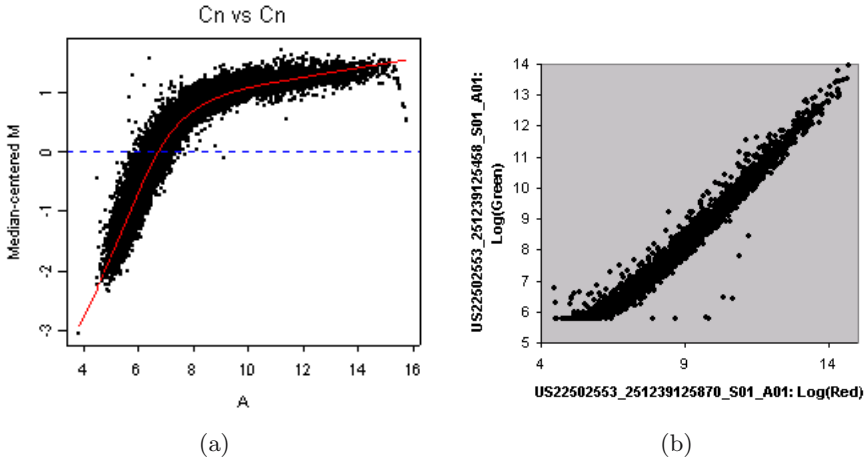 Cn vs Cn
Median-centered M
1
0
-1
-2
-3
4 6 8 10 12 14 16
A
(a)
US22502553_251239125458_S01_A01:
Log(Green)
14
13
12
11
10
9
8
7
6
5
4 9 14
US22502553_251239125870_S01_A01: Log(Red)
(b)